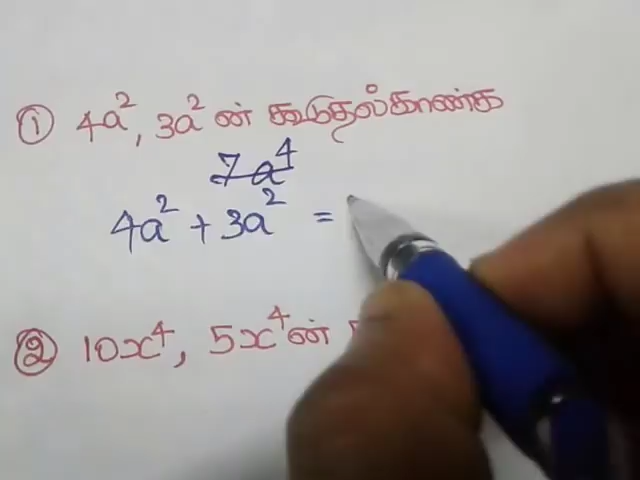 ① 4a², 3a² ன் கூடுதல் காண்க
7a⁴
4a² + 3a² =
② 10x⁴, 5x⁴ ன்